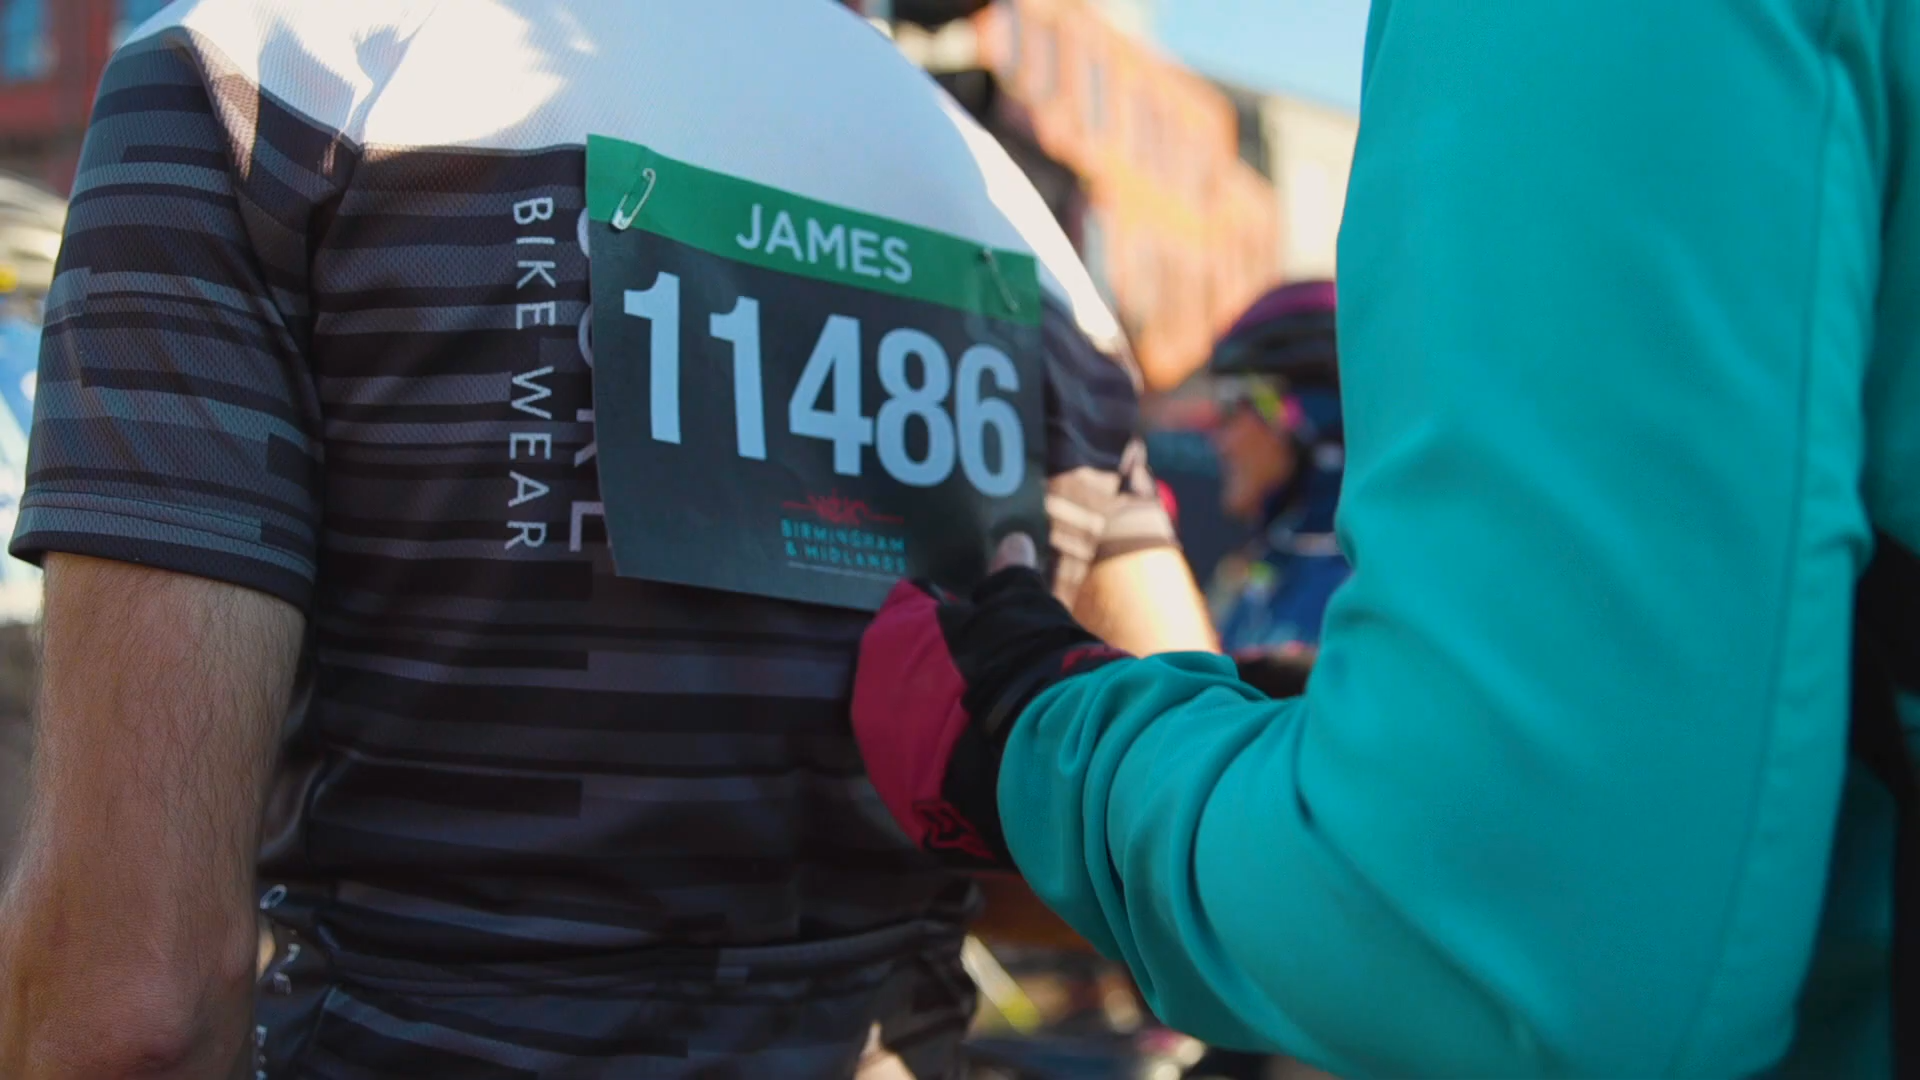 JAMES
11486
BIRMINGHAM
& MIDLANDS
BIKE WEAR